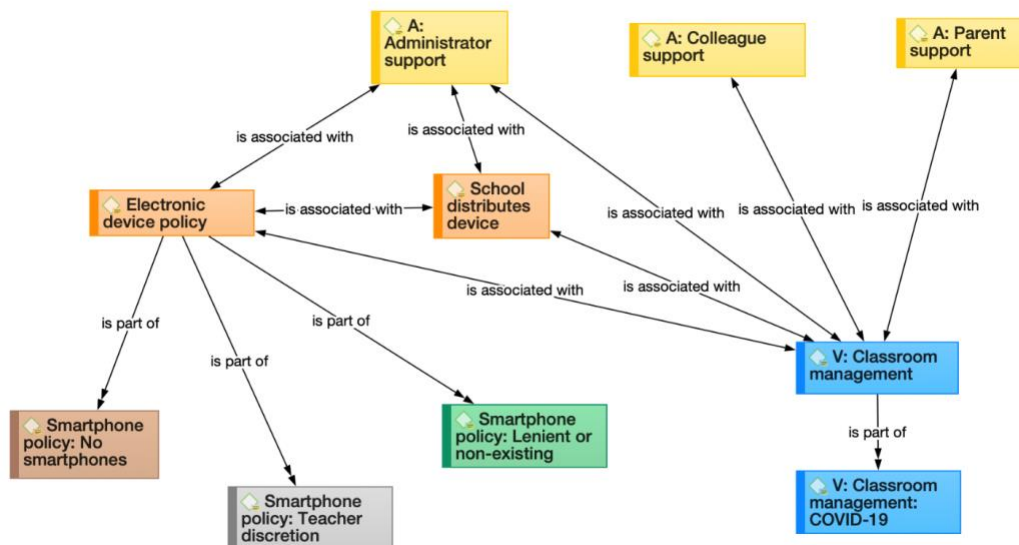 A:
Administrator
support
A: Colleague
support
A: Parent
support
is associated with
is associated with
Electronic
device policy
is associated with
School
distributes
device
is associated with
is associated with
is associated with
is associated with
is associated with
is part of
is part of
is part of
V: Classroom
management
Smartphone
policy: No
smartphones
Smartphone
policy: Lenient or
non-existing
is part of
Smartphone
policy: Teacher
discretion
V: Classroom
management:
COVID-19